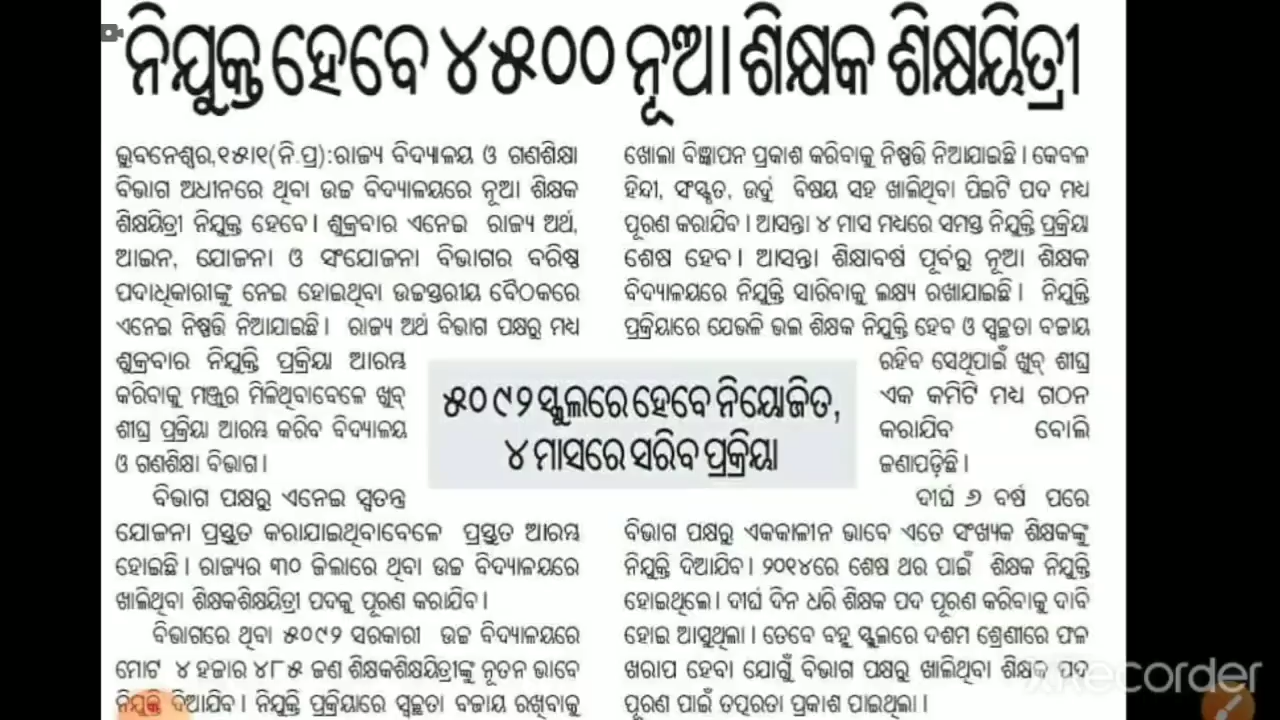 ନିଯୁକ୍ତ ହେବେ ୪୫୦୦ ନୂଆ ଶିକ୍ଷକ ଶିକ୍ଷୟିତ୍ରୀ
ଭୁବନେଶ୍ୱର,୧୫।୧(ନି.ପ୍ର):ରାଜ୍ୟ ବିଦ୍ୟାଳୟ ଓ ଗଣଶିକ୍ଷା
ବିଭାଗ ଅଧୀନରେ ଥିବା ଉଚ୍ଚ ବିଦ୍ୟାଳୟରେ ନୂଆ ଶିକ୍ଷକ
ଶିକ୍ଷୟିତ୍ରୀ ନିଯୁକ୍ତ ହେବେ। ଶୁକ୍ରବାର ଏନେଇ ରାଜ୍ୟ ଅର୍ଥ,
ଆଇନ, ଯୋଜନା ଓ ସଂଯୋଜନା ବିଭାଗର ବରିଷ୍ଠ
ପଦାଧିକାରୀଙ୍କୁ ନେଇ ହୋଇଥିବା ଉଚ୍ଚସ୍ତରୀୟ ବୈଠକରେ
ଏନେଇ ନିଷ୍ପତ୍ତି ନିଆଯାଇଛି। ରାଜ୍ୟ ଅର୍ଥ ବିଭାଗ ପକ୍ଷରୁ ମଧ୍ୟ
ଶୁକ୍ରବାର ନିଯୁକ୍ତି ପ୍ରକ୍ରିୟା ଆରମ୍ଭ
କରିବାକୁ ମଞ୍ଜୁର ମିଳିଥିବାବେଳେ ଖୁବ୍
ଶୀଘ୍ର ପ୍ରକ୍ରିୟା ଆରମ୍ଭ କରିବ ବିଦ୍ୟାଳୟ
ଓ ଗଣଶିକ୍ଷା ବିଭାଗ।
ବିଭାଗ ପକ୍ଷରୁ ଏନେଇ ସ୍ୱତନ୍ତ୍ର
ଯୋଜନା ପ୍ରସ୍ତୁତ କରାଯାଇଥିବାବେଳେ ପ୍ରସ୍ତୁତ ଆରମ୍ଭ
ହୋଇଛି। ରାଜ୍ୟର ୩୦ ଜିଲାରେ ଥିବା ଉଚ୍ଚ ବିଦ୍ୟାଳୟରେ
ଖାଲିଥିବା ଶିକ୍ଷକଶିକ୍ଷୟିତ୍ରୀ ପଦକୁ ପୂରଣ କରାଯିବ।
ବିଭାଗରେ ଥିବା ୫୦୯୨ ସରକାରୀ ଉଚ୍ଚ ବିଦ୍ୟାଳୟରେ
ମୋଟ ୪ ହଜାର ୪୮୫ ଜଣ ଶିକ୍ଷକଶିକ୍ଷୟିତ୍ରୀଙ୍କୁ ନୂତନ ଭାବେ
ନିଯୁକ୍ତି ଦିଆଯିବ। ନିଯୁକ୍ତି ପ୍ରକ୍ରିୟାରେ ସ୍ୱଚ୍ଛତା ବଜାୟ ରଖିବାକୁ
୫୦୯୨ ସ୍କୁଲରେ ହେବେ ନିୟୋଜିତ,
୪ ମାସରେ ସରିବ ପ୍ରକ୍ରିୟା
ଖୋଲା ବିଜ୍ଞାପନ ପ୍ରକାଶ କରିବାକୁ ନିଷ୍ପତ୍ତି ନିଆଯାଇଛି। କେବଳ
ହିନ୍ଦୀ, ସଂସ୍କୃତ, ଉର୍ଦୁ ବିଷୟ ସହ ଖାଲିଥିବା ପିଇଟି ପଦ ମଧ୍ୟ
ପୂରଣ କରାଯିବ। ଆସନ୍ତା ୪ ମାସ ମଧ୍ୟରେ ସମସ୍ତ ନିଯୁକ୍ତି ପ୍ରକ୍ରିୟା
ଶେଷ ହେବ। ଆସନ୍ତା ଶିକ୍ଷାବର୍ଷ ପୂର୍ବରୁ ନୂଆ ଶିକ୍ଷକ
ବିଦ୍ୟାଳୟରେ ନିଯୁକ୍ତି ସାରିବାକୁ ଲକ୍ଷ୍ୟ ରଖାଯାଇଛି। ନିଯୁକ୍ତି
ପ୍ରକ୍ରିୟାରେ ଯେଭଳି ଭଲ ଶିକ୍ଷକ ନିଯୁକ୍ତି ହେବ ଓ ସ୍ୱଚ୍ଛତା ବଜାୟ
ରହିବ ସେଥିପାଇଁ ଖୁବ୍ ଶୀଘ୍ର
ଏକ କମିଟି ମଧ୍ୟ ଗଠନ
କରାଯିବ ବୋଲି
ଜଣାପଡ଼ିଛି।
ଦୀର୍ଘ ୬ ବର୍ଷ ପରେ
ବିଭାଗ ପକ୍ଷରୁ ଏକକାଳୀନ ଭାବେ ଏତେ ସଂଖ୍ୟକ ଶିକ୍ଷକଙ୍କୁ
ନିଯୁକ୍ତି ଦିଆଯିବ। ୨୦୧୪ରେ ଶେଷ ଥର ପାଇଁ ଶିକ୍ଷକ ନିଯୁକ୍ତି
ହୋଇଥିଲେ। ଦୀର୍ଘ ଦିନ ଧରି ଶିକ୍ଷକ ପଦ ପୂରଣ କରିବାକୁ ଦାବି
ହୋଇ ଆସୁଥିଲା। ତେବେ ବହୁ ସ୍କୁଲରେ ଦଶମ ଶ୍ରେଣୀରେ ଫଳ
ଖରାପ ହେବା ଯୋଗୁଁ ବିଭାଗ ପକ୍ଷରୁ ଖାଲିଥିବା ଶିକ୍ଷକ ପଦ
ପୂରଣ ପାଇଁ ତତ୍ପରତା ପ୍ରକାଶ ପାଇଥିଲା।
XRecorder